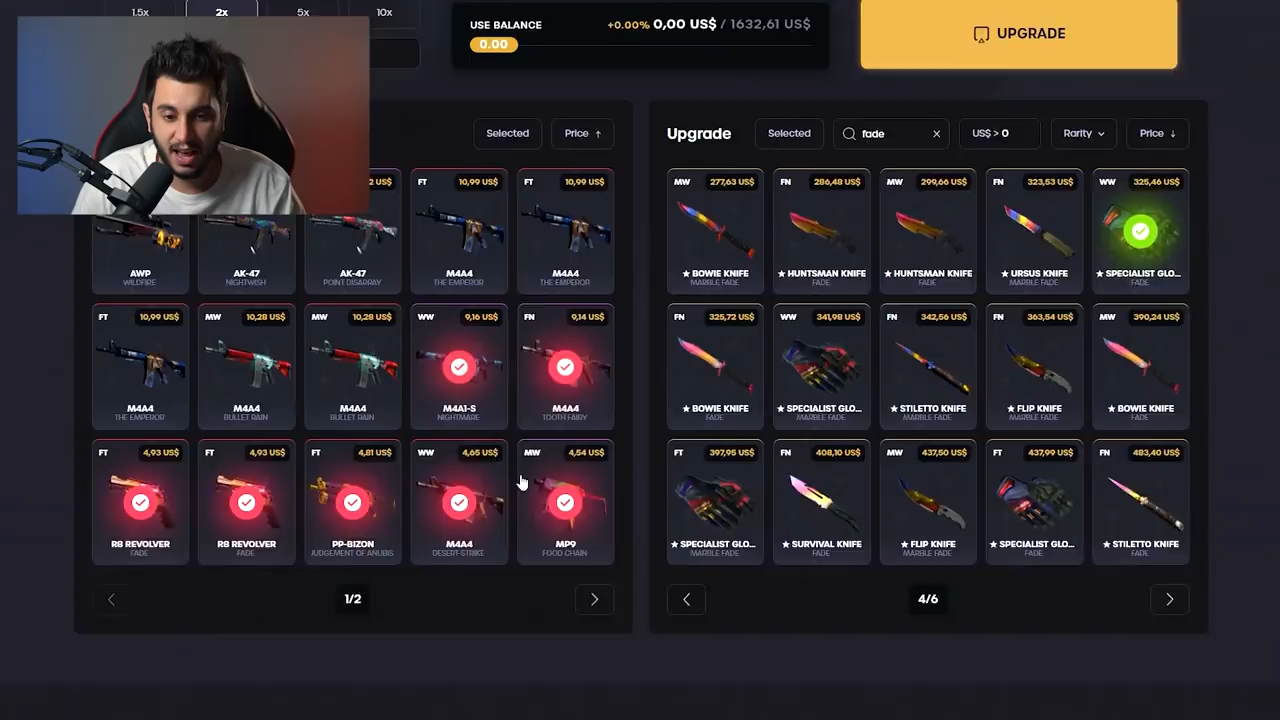 1.5x
2x
5x
10x
USE BALANCE
+0.00% 0,00 US$ / 1632,61 US$
0.00
UPGRADE
Selected
Price ↑
FT
10,99 US$
FT
10,99 US$
AWP
WILDFIRE
AK-47
NIGHTWISH
AK-47
POINT DISARRAY
M4A4
THE EMPEROR
M4A4
THE EMPEROR
FT
10,99 US$
MW
10,28 US$
MW
10,28 US$
WW
9,16 US$
FN
9,14 US$
M4A4
THE EMPEROR
M4A4
BULLET RAIN
M4A4
BULLET RAIN
M4A1-S
NIGHTMARE
M4A4
TOOTH FAIRY
FT
4,93 US$
FT
4,93 US$
FT
4,81 US$
WW
4,65 US$
MW
4,54 US$
R8 REVOLVER
FADE
R8 REVOLVER
FADE
PP-BIZON
JUDGEMENT OF ANUBIS
M4A4
DESERT-STRIKE
MP9
FOOD CHAIN
1/2
Upgrade
Selected
fade
US$ > 0
Rarity
Price ↓
MW
277,63 US$
FN
286,48 US$
MW
299,66 US$
FN
323,53 US$
WW
325,46 US$
★ BOWIE KNIFE
MARBLE FADE
★ HUNTSMAN KNIFE
FADE
★ HUNTSMAN KNIFE
FADE
★ URSUS KNIFE
MARBLE FADE
★ SPECIALIST GLO...
FADE
FN
325,72 US$
WW
341,98 US$
FN
342,56 US$
FN
363,54 US$
MW
390,24 US$
★ BOWIE KNIFE
MARBLE FADE
★ SPECIALIST GLO...
MARBLE FADE
★ STILETTO KNIFE
MARBLE FADE
★ FLIP KNIFE
MARBLE FADE
★ BOWIE KNIFE
FADE
FT
397,95 US$
FN
408,10 US$
MW
437,50 US$
FT
437,99 US$
FN
483,40 US$
★ SPECIALIST GLO...
MARBLE FADE
★ SURVIVAL KNIFE
FADE
★ FLIP KNIFE
MARBLE FADE
★ SPECIALIST GLO...
FADE
★ STILETTO KNIFE
FADE
4/6